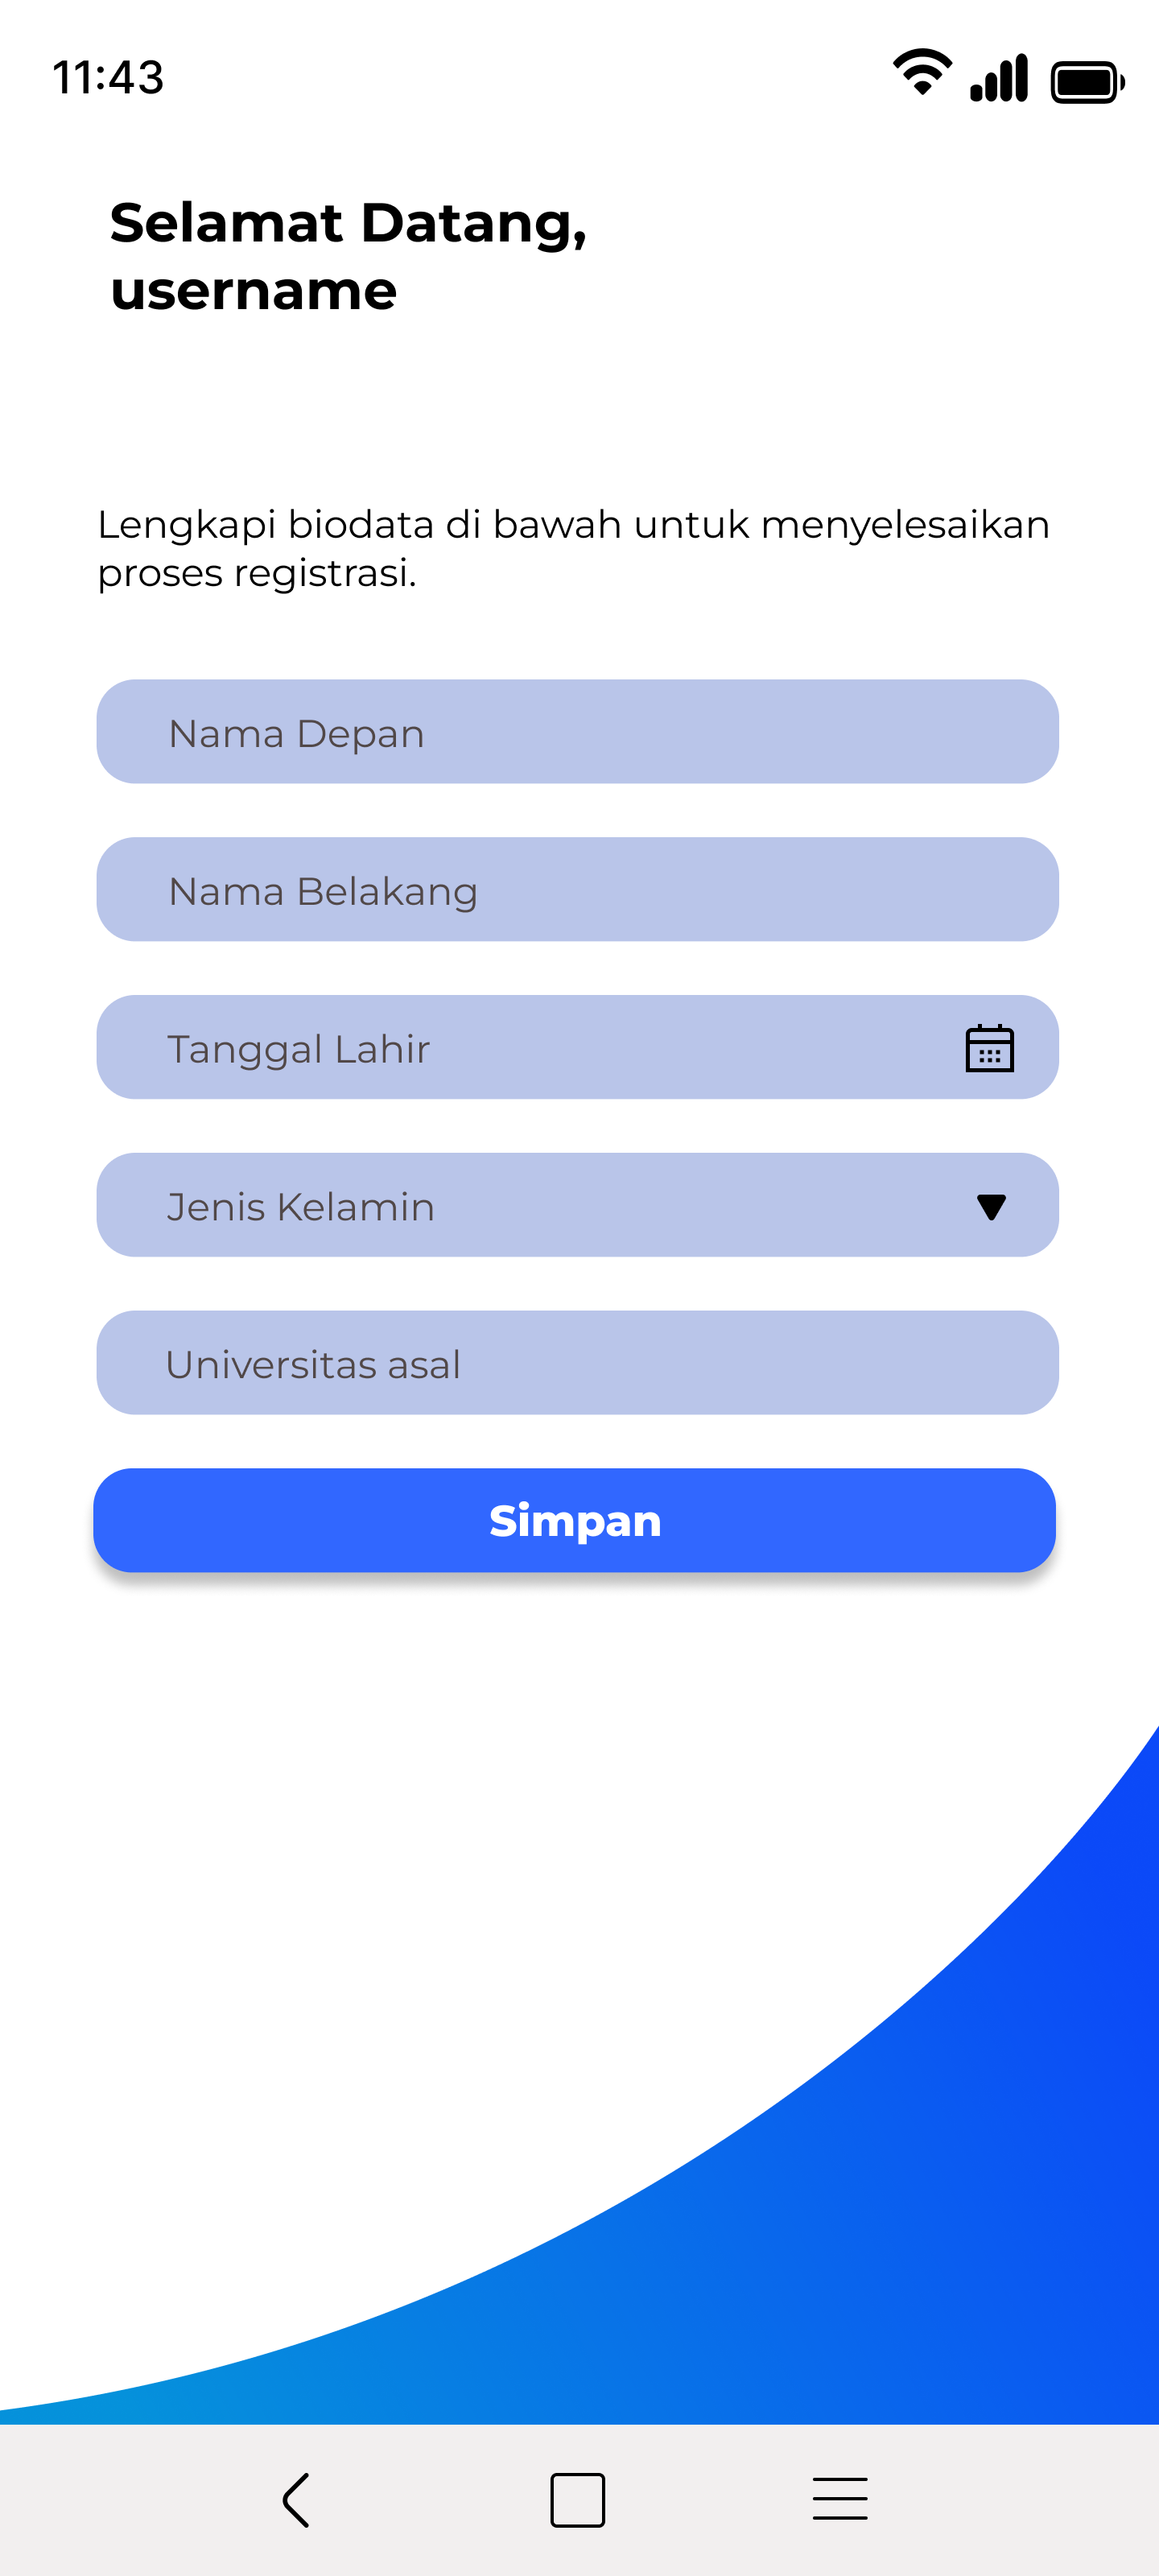 11:43
Selamat Datang,
username
Lengkapi biodata di bawah untuk menyelesaikan
proses registrasi.
Nama Depan
Nama Belakang
Tanggal Lahir
Jenis Kelamin
Universitas asal
Simpan